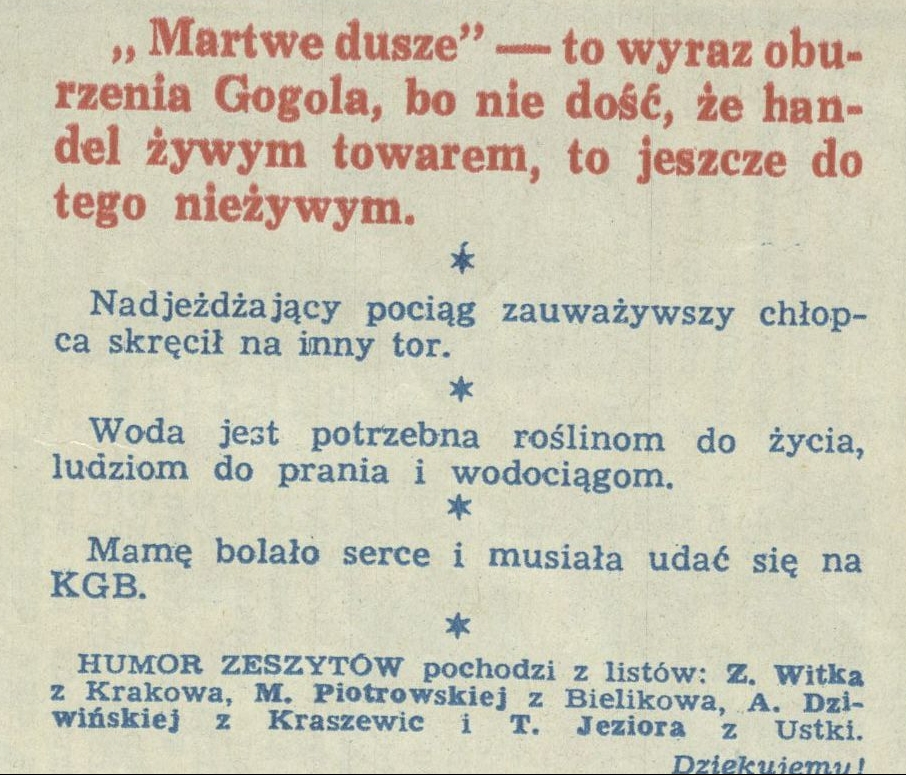 „Martwe dusze” — to wyraz obu-
rzenia Gogola, bo nie dość, że han-
del żywym towarem, to jeszcze do
tego nieżywym.
*
Nadjeżdżający pociąg zauważywszy chłop-
ca skręcił na inny tor.
*
Woda jest potrzebna roślinom do życia,
ludziom do prania i wodociągom.
*
Mamę bolało serce i musiała udać się na
KGB.
*
HUMOR ZESZYTÓW pochodzi z listów: Z. Witka
z Krakowa, M. Piotrowskiej z Bielikowa, A. Dzi-
wińskiej z Kraszewic i T. Jeziora z Ustki.
Dziękujemy!